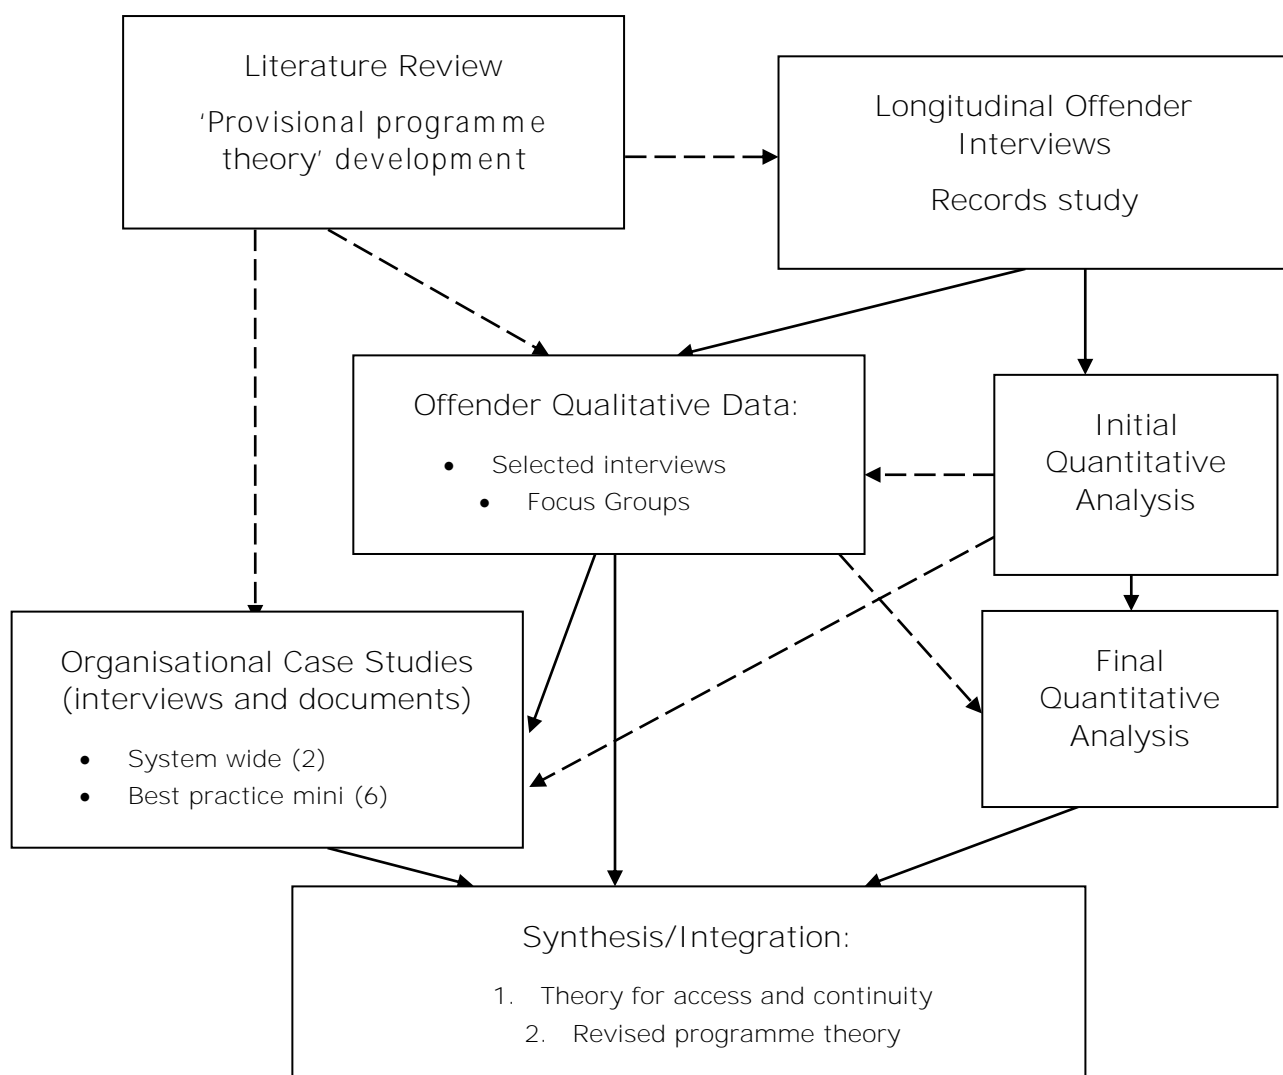 Literature Review
‘Provisional programme
theory’ development
Longitudinal Offender
Interviews
Records study
Offender Qualitative Data:
• Selected interviews
• Focus Groups
Initial
Quantitative
Analysis
Organisational Case Studies
(interviews and documents)
• System wide (2)
• Best practice mini (6)
Final
Quantitative
Analysis
Synthesis/Integration:
1. Theory for access and continuity
2. Revised programme theory